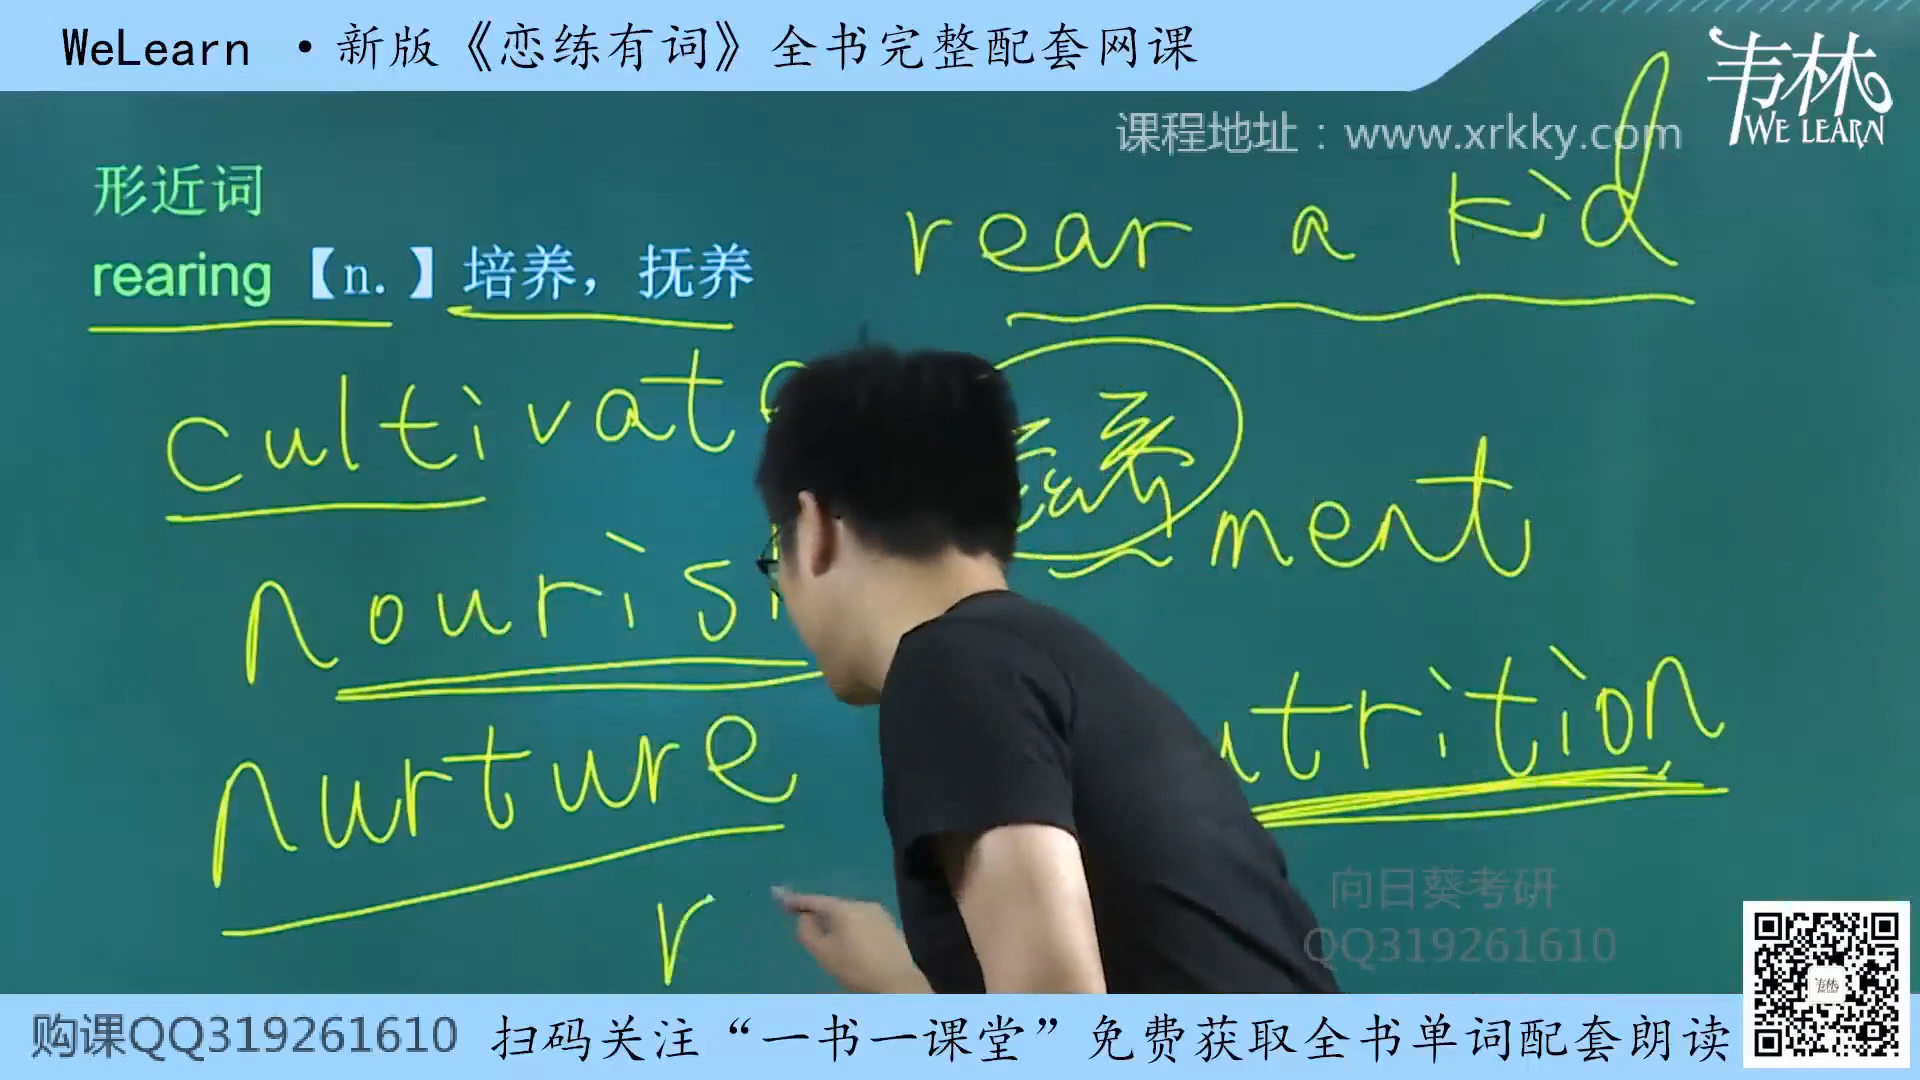 WeLearn ·新版《恋练有词》全书完整配套网课
韦林
WE LEARN
课程地址：www.xrkky.com
形近词
rear a kid
rearing【n.】培养，抚养
cultivat
ment
nouris
utrition
nurture
r
向日葵考研
QQ319261610
购课QQ319261610 扫码关注“一书一课堂”免费获取全书单词配套朗读